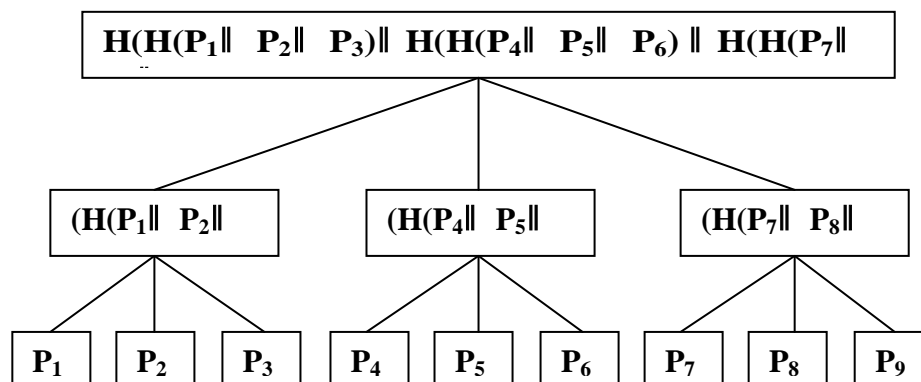 H(H(P₁‖ P₂‖ P₃)‖ H(H(P₄‖ P₅‖ P₆) ‖ H(H(P₇‖
(H(P₁‖ P₂‖ (H(P₄‖ P₅‖ (H(P₇‖ P₈‖
P₁ P₂ P₃ P₄ P₅ P₆ P₇ P₈ P₉